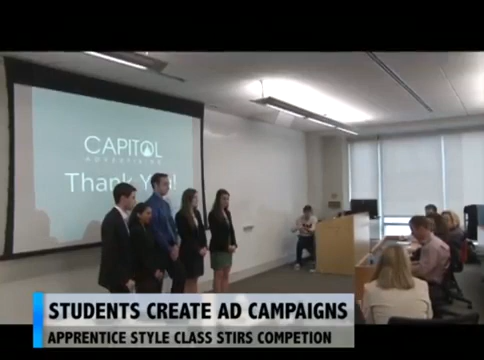 CAPITOL
ADVERTISING
Thank You!
STUDENTS CREATE AD CAMPAIGNS
APPRENTICE STYLE CLASS STIRS COMPETION